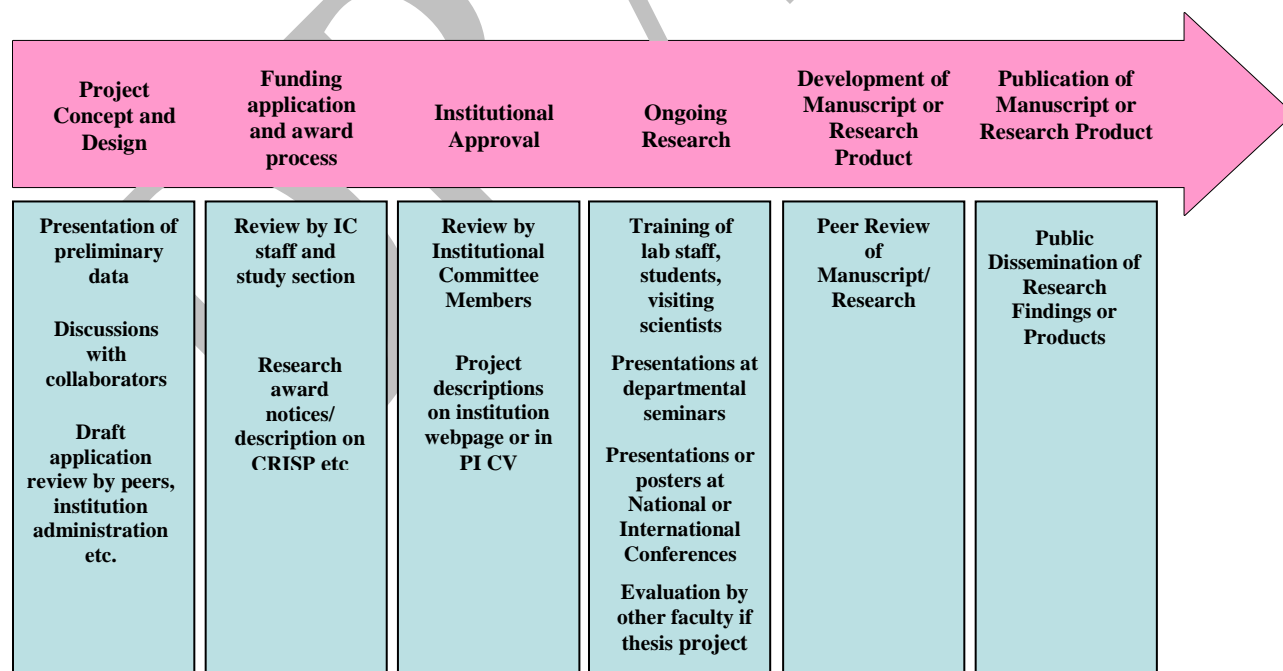 Project
Concept and
Design
Funding
application
and award
process
Institutional
Approval
Ongoing
Research
Development of
Manuscript or
Research
Product
Publication of
Manuscript or
Research Product
Presentation of
preliminary
data
Discussions
with
collaborators
Draft
application
review by peers,
institution
administration
etc.
Review by IC
staff and
study section
Research
award
notices/
description on
CRISP etc
Review by
Institutional
Committee
Members
Project
descriptions
on institution
webpage or in
PI CV
Training of
lab staff,
students,
visiting
scientists
Presentations at
departmental
seminars
Presentations or
posters at
National or
International
Conferences
Evaluation by
other faculty if
thesis project
Peer Review
of
Manuscript/
Research
Public
Dissemination of
Research
Findings or
Products